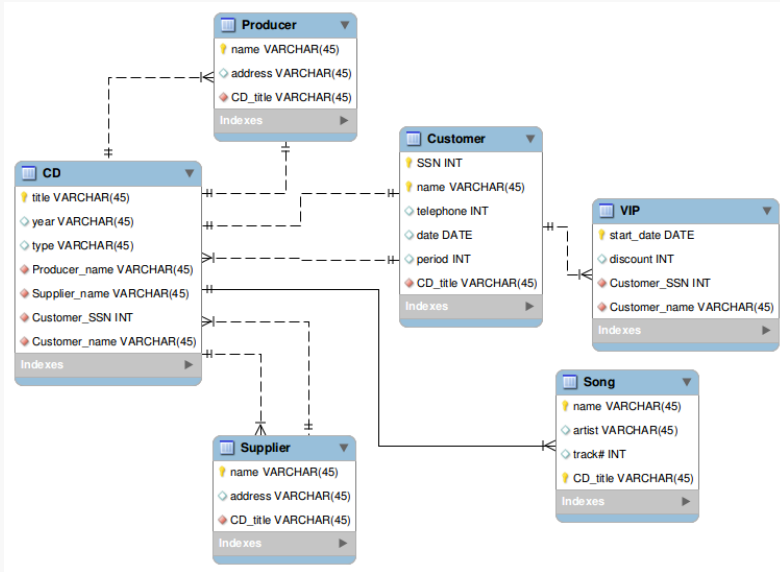 Producer
name VARCHAR(45)
address VARCHAR(45)
CD_title VARCHAR(45)
Indexes
CD
title VARCHAR(45)
year VARCHAR(45)
type VARCHAR(45)
Producer_name VARCHAR(45)
Supplier_name VARCHAR(45)
Customer_SSN INT
Customer_name VARCHAR(45)
Indexes
Customer
SSN INT
name VARCHAR(45)
telephone INT
date DATE
period INT
CD_title VARCHAR(45)
Indexes
VIP
start_date DATE
discount INT
Customer_SSN INT
Customer_name VARCHAR(45)
Indexes
Supplier
name VARCHAR(45)
address VARCHAR(45)
CD_title VARCHAR(45)
Indexes
Song
name VARCHAR(45)
artist VARCHAR(45)
track# INT
CD_title VARCHAR(45)
Indexes